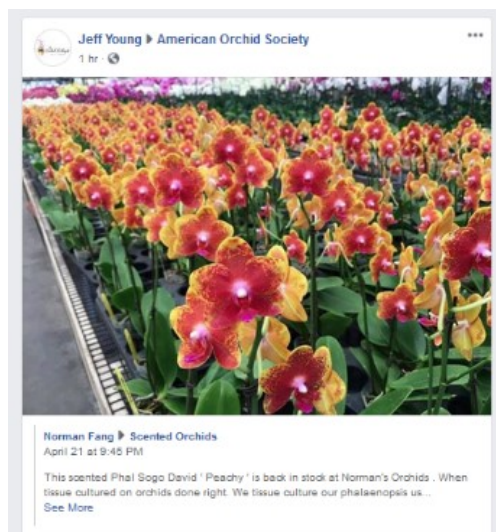 Jeff Young ▶ American Orchid Society
1 hr ·
Norman Fang ▶ Scented Orchids
April 21 at 9:45 PM
This scented Phal Sogo David ' Peachy ' is back in stock at Norman's Orchids . When
tissue cultured on orchids done right. We tissue culture our phalaenopsis us...
See More